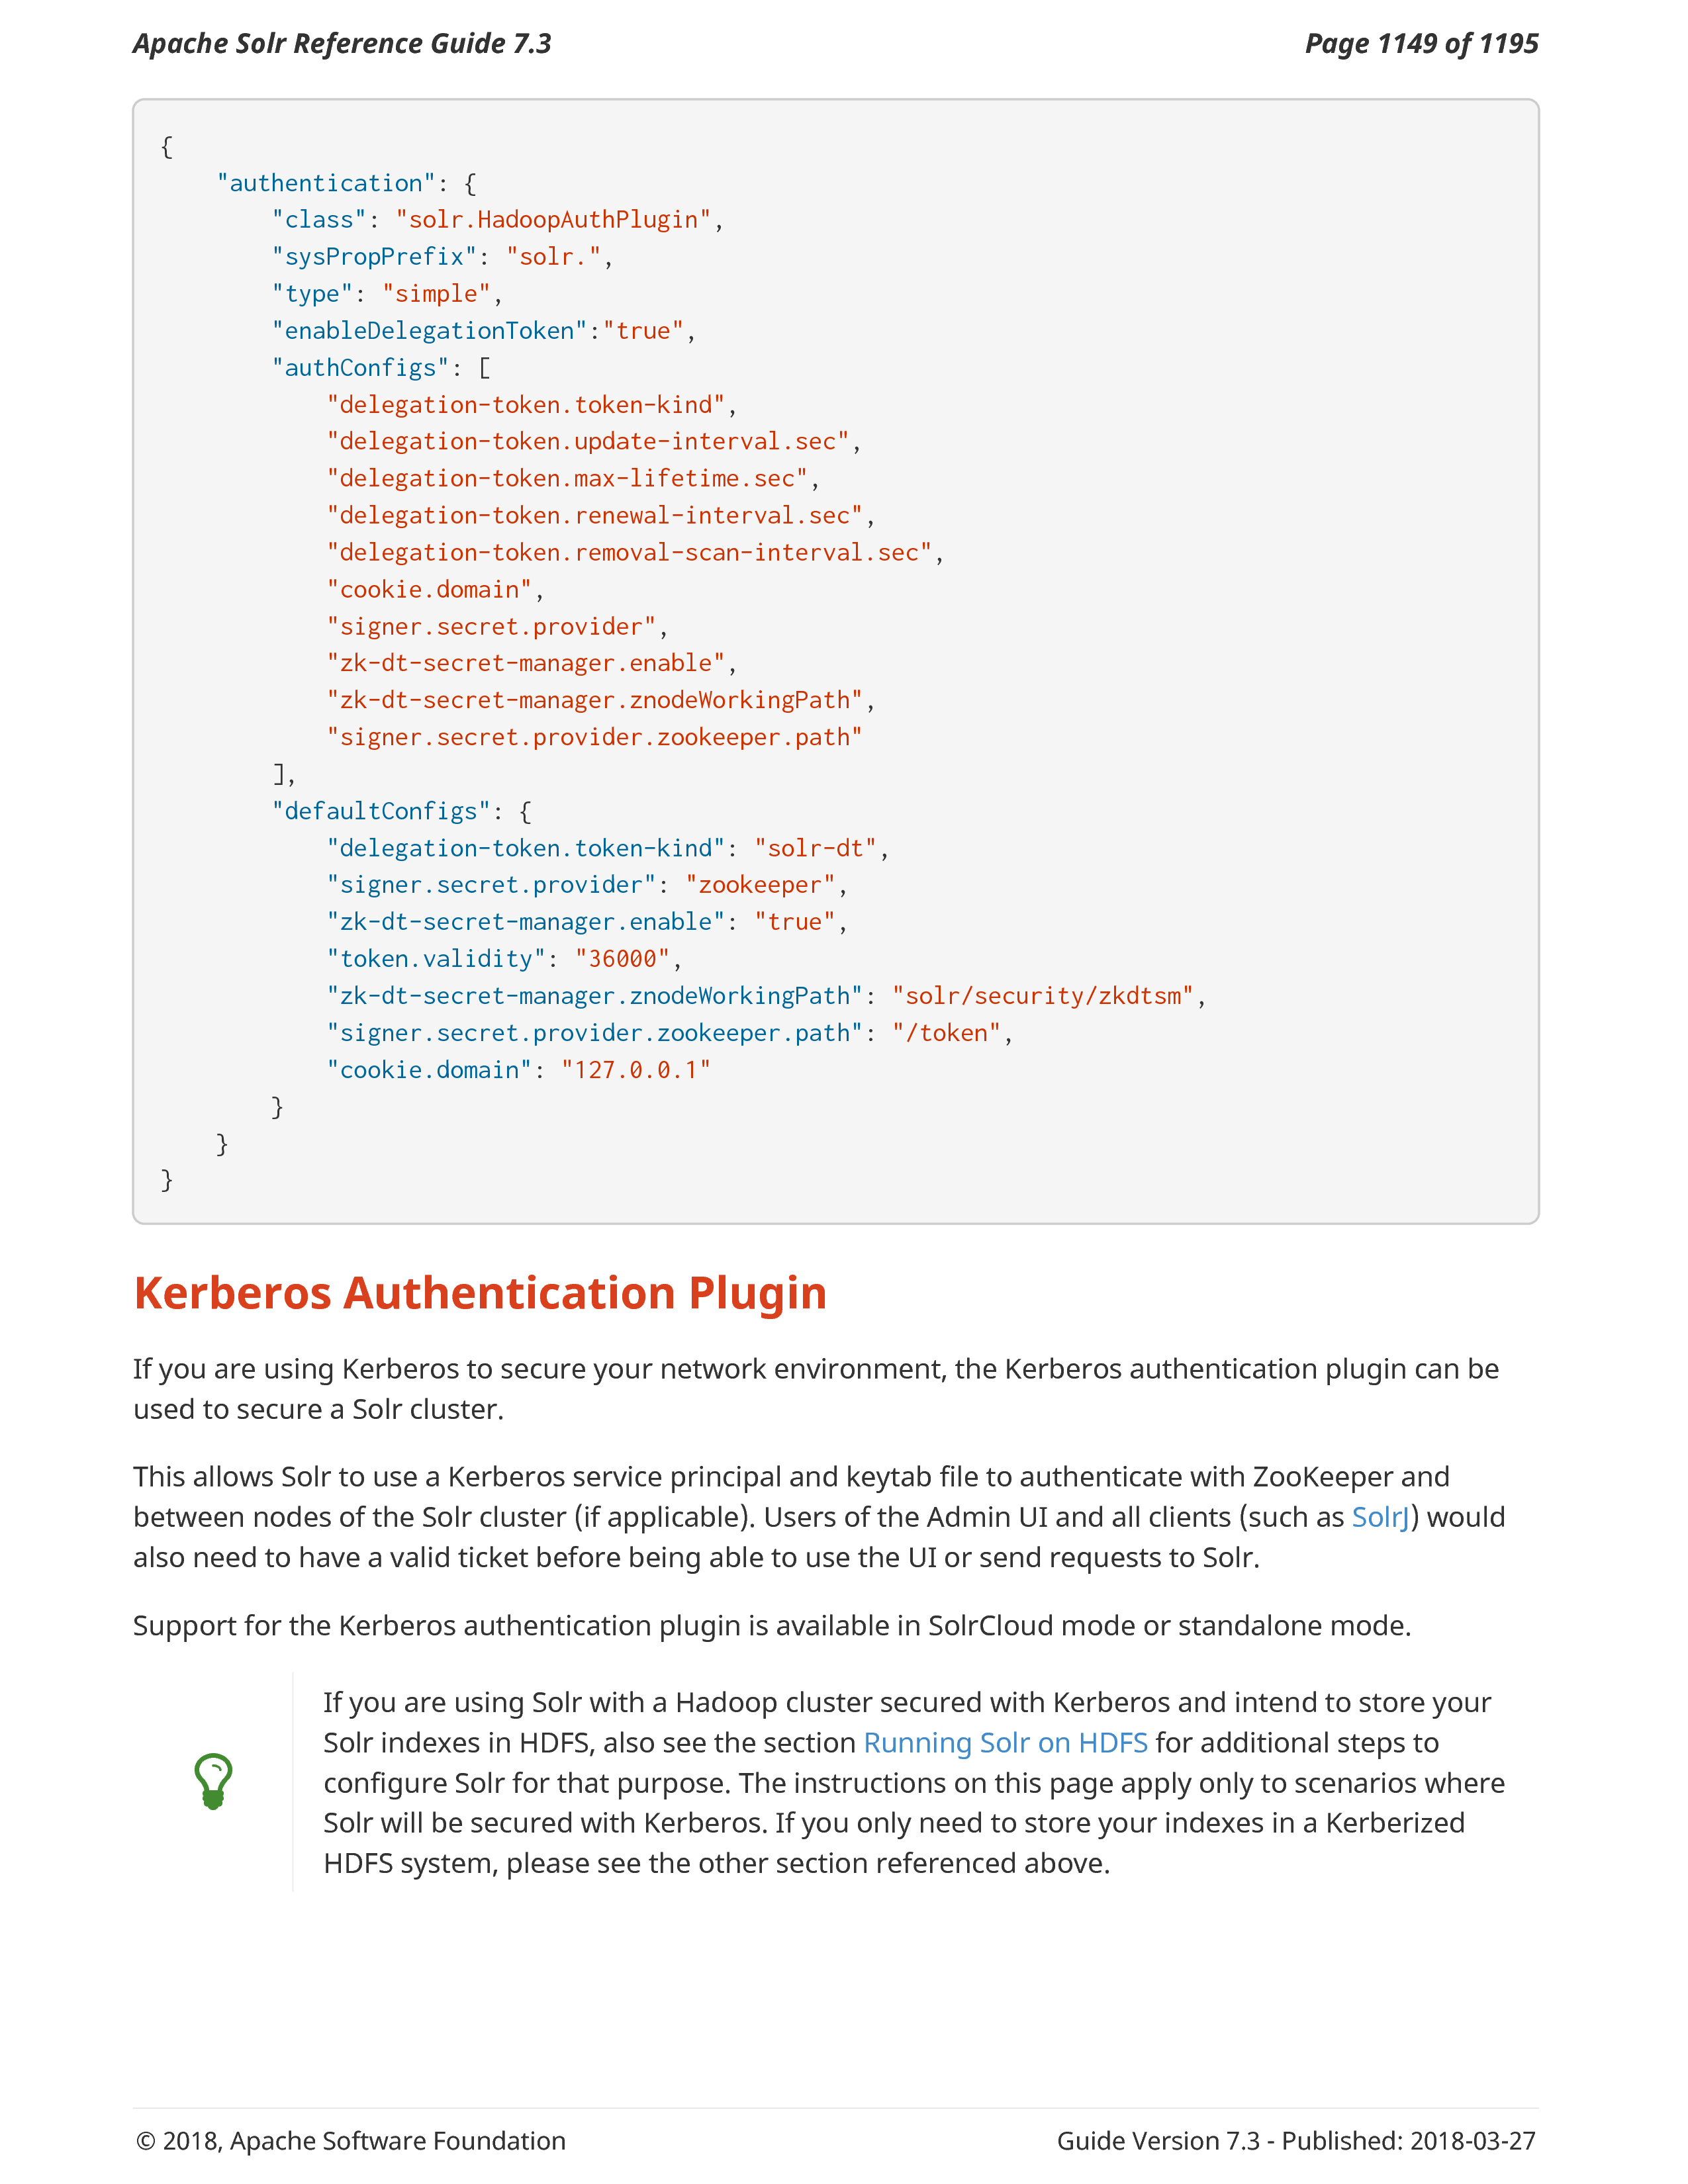 Apache Solr Reference Guide 7.3
Page 1149 of 1195
{
    "authentication": {
        "class": "solr.HadoopAuthPlugin",
        "sysPropPrefix": "solr.",
        "type": "simple",
        "enableDelegationToken":"true",
        "authConfigs": [
            "delegation-token.token-kind",
            "delegation-token.update-interval.sec",
            "delegation-token.max-lifetime.sec",
            "delegation-token.renewal-interval.sec",
            "delegation-token.removal-scan-interval.sec",
            "cookie.domain",
            "signer.secret.provider",
            "zk-dt-secret-manager.enable",
            "zk-dt-secret-manager.znodeWorkingPath",
            "signer.secret.provider.zookeeper.path"
        ],
        "defaultConfigs": {
            "delegation-token.token-kind": "solr-dt",
            "signer.secret.provider": "zookeeper",
            "zk-dt-secret-manager.enable": "true",
            "token.validity": "36000",
            "zk-dt-secret-manager.znodeWorkingPath": "solr/security/zkdtsm",
            "signer.secret.provider.zookeeper.path": "/token",
            "cookie.domain": "127.0.0.1"
        }
    }
}
Kerberos Authentication Plugin
If you are using Kerberos to secure your network environment, the Kerberos authentication plugin can be
used to secure a Solr cluster.
This allows Solr to use a Kerberos service principal and keytab file to authenticate with ZooKeeper and
between nodes of the Solr cluster (if applicable). Users of the Admin UI and all clients (such as SolrJ) would
also need to have a valid ticket before being able to use the UI or send requests to Solr.
Support for the Kerberos authentication plugin is available in SolrCloud mode or standalone mode.
If you are using Solr with a Hadoop cluster secured with Kerberos and intend to store your
Solr indexes in HDFS, also see the section Running Solr on HDFS for additional steps to
configure Solr for that purpose. The instructions on this page apply only to scenarios where
Solr will be secured with Kerberos. If you only need to store your indexes in a Kerberized
HDFS system, please see the other section referenced above.
© 2018, Apache Software Foundation
Guide Version 7.3 - Published: 2018-03-27